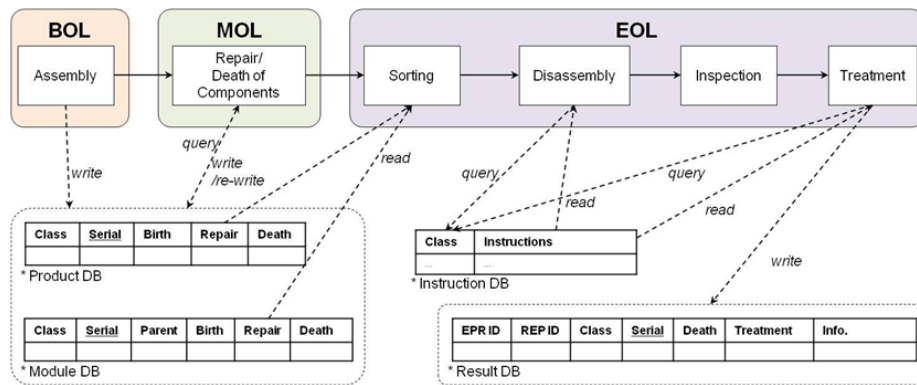 BOL
MOL
EOL
Assembly
Repair/
Death of
Components
Sorting
Disassembly
Inspection
Treatment
write
query
write
/re-write
read
query
read
query
read
write
Class Serial Birth Repair Death
* Product DB
Class Instructions
... ...
* Instruction DB
Class Serial Parent Birth Repair Death
* Module DB
EPR ID REP ID Class Serial Death Treatment Info.
* Result DB